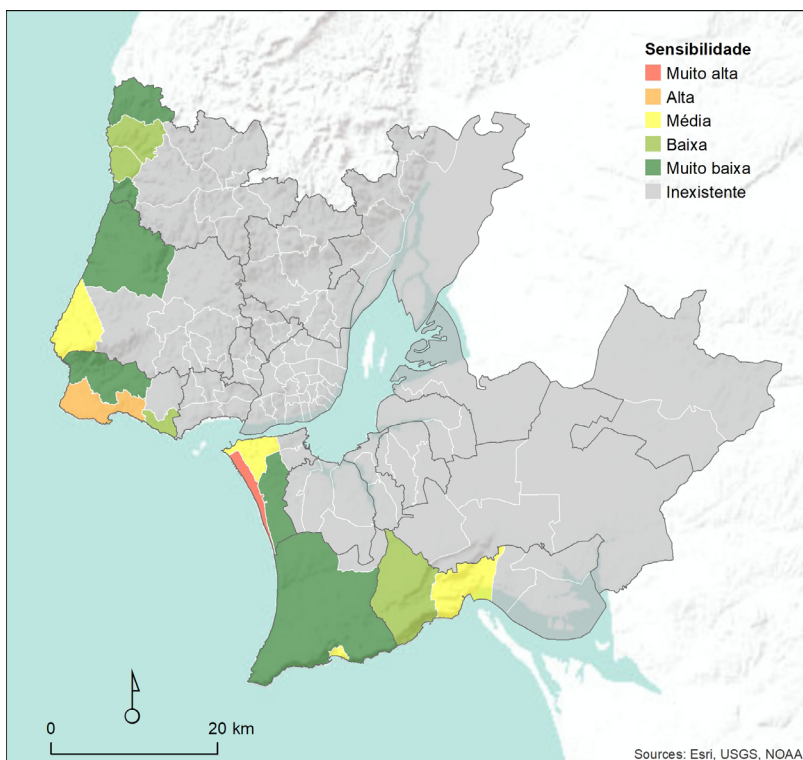 Sensibilidade
Muito alta
Alta
Média
Baixa
Muito baixa
Inexistente
0 20 km
Sources: Esri, USGS, NOAA